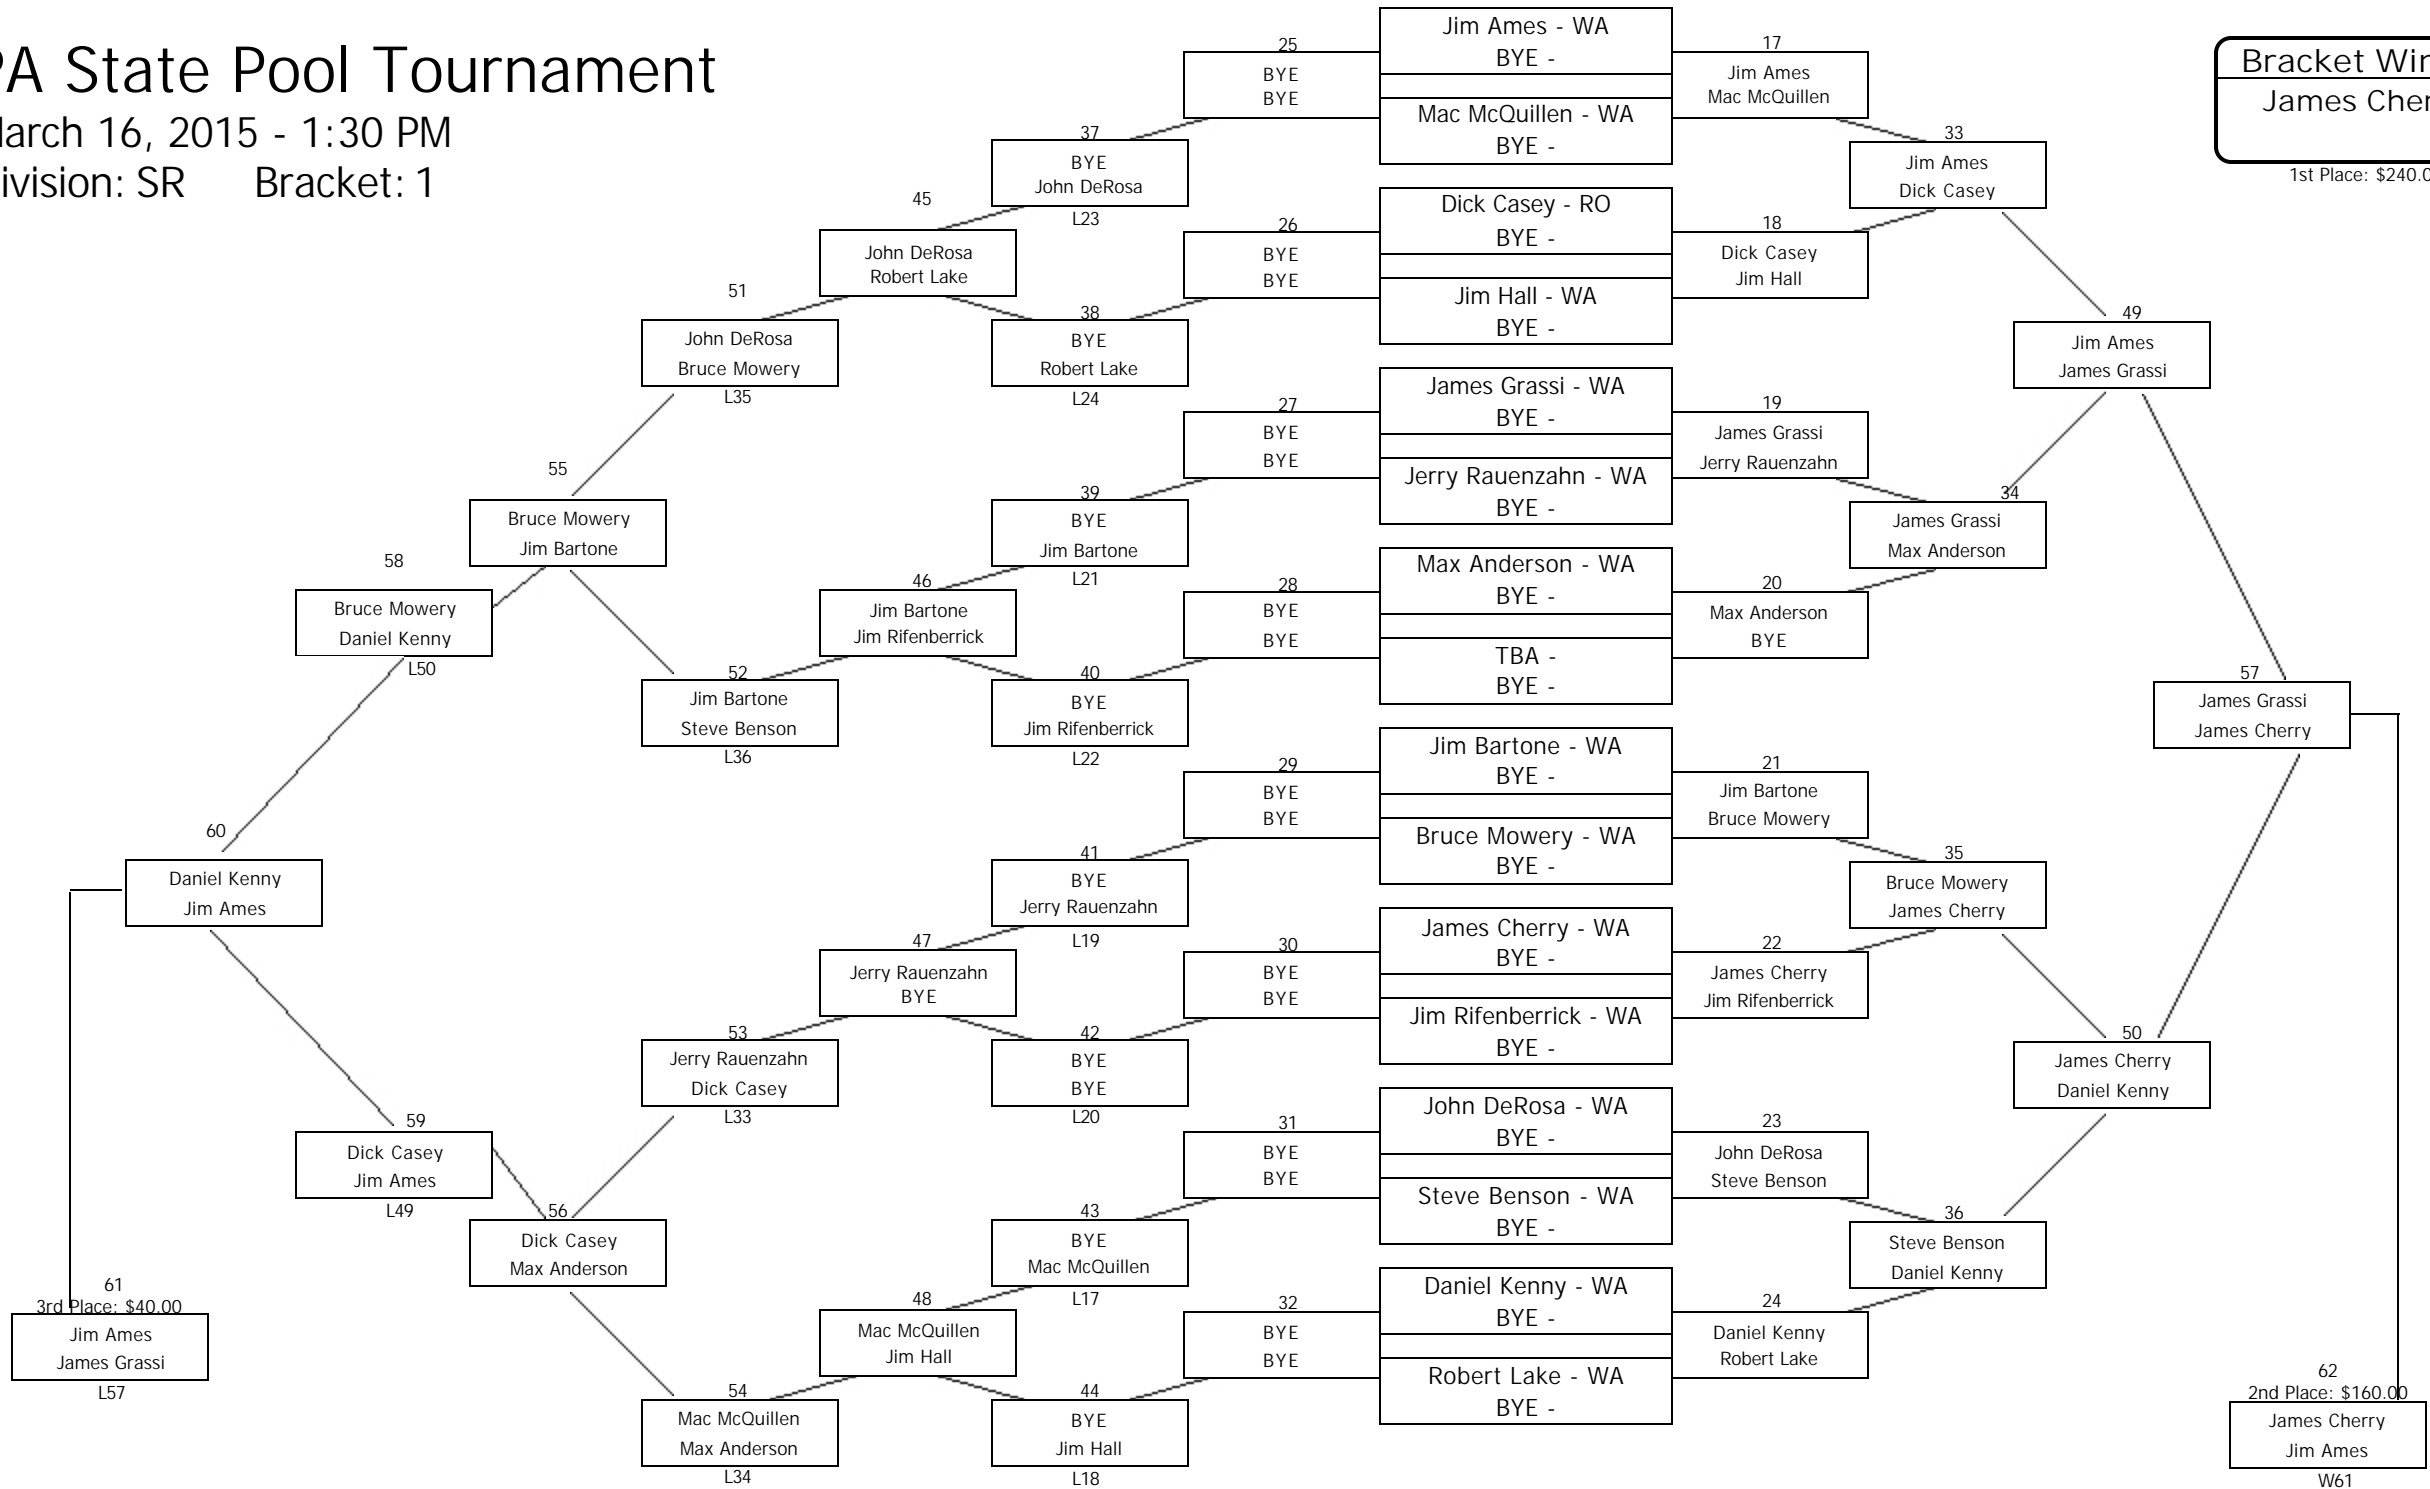 PA State Pool Tournament
arch 16, 2015 - 1:30 PM
ivision: SR Bracket: 1
Bracket Win
James Cher
1st Place: $240.0
Jim Ames - WA
BYE -
Mac McQuillen - WA
BYE -
Dick Casey - RO
BYE -
Jim Hall - WA
BYE -
James Grassi - WA
BYE -
Jerry Rauenzahn - WA
BYE -
Max Anderson - WA
BYE -
TBA -
BYE -
Jim Bartone - WA
BYE -
Bruce Mowery - WA
BYE -
James Cherry - WA
BYE -
Jim Rifenberrick - WA
BYE -
John DeRosa - WA
BYE -
Steve Benson - WA
BYE -
Daniel Kenny - WA
BYE -
Robert Lake - WA
BYE -
17
Jim Ames
Mac McQuillen
18
Dick Casey
Jim Hall
19
James Grassi
Jerry Rauenzahn
20
Max Anderson
BYE
21
Jim Bartone
Bruce Mowery
22
James Cherry
Jim Rifenberrick
23
John DeRosa
Steve Benson
24
Daniel Kenny
Robert Lake
25
BYE
BYE
26
BYE
BYE
27
BYE
BYE
28
BYE
BYE
29
BYE
BYE
30
BYE
BYE
31
BYE
BYE
32
BYE
BYE
33
Jim Ames
Dick Casey
34
James Grassi
Max Anderson
35
Bruce Mowery
James Cherry
36
Steve Benson
Daniel Kenny
37
BYE
John DeRosa
L23
38
BYE
Robert Lake
L24
39
BYE
Jim Bartone
L21
40
BYE
Jim Rifenberrick
L22
41
BYE
Jerry Rauenzahn
L19
42
BYE
BYE
L20
43
BYE
Mac McQuillen
L17
44
BYE
Jim Hall
L18
45
John DeRosa
Robert Lake
46
Jim Bartone
Jim Rifenberrick
47
Jerry Rauenzahn
BYE
48
Mac McQuillen
Jim Hall
49
Jim Ames
James Grassi
50
James Cherry
Daniel Kenny
51
John DeRosa
Bruce Mowery
L35
52
Jim Bartone
Steve Benson
L36
53
Jerry Rauenzahn
Dick Casey
L33
54
Mac McQuillen
Max Anderson
L34
55
Bruce Mowery
Jim Bartone
56
Dick Casey
Max Anderson
57
James Grassi
James Cherry
58
Bruce Mowery
Daniel Kenny
L50
59
Dick Casey
Jim Ames
L49
60
Daniel Kenny
Jim Ames
61
3rd Place: $40.00
Jim Ames
James Grassi
L57
62
2nd Place: $160.00
James Cherry
Jim Ames
W61